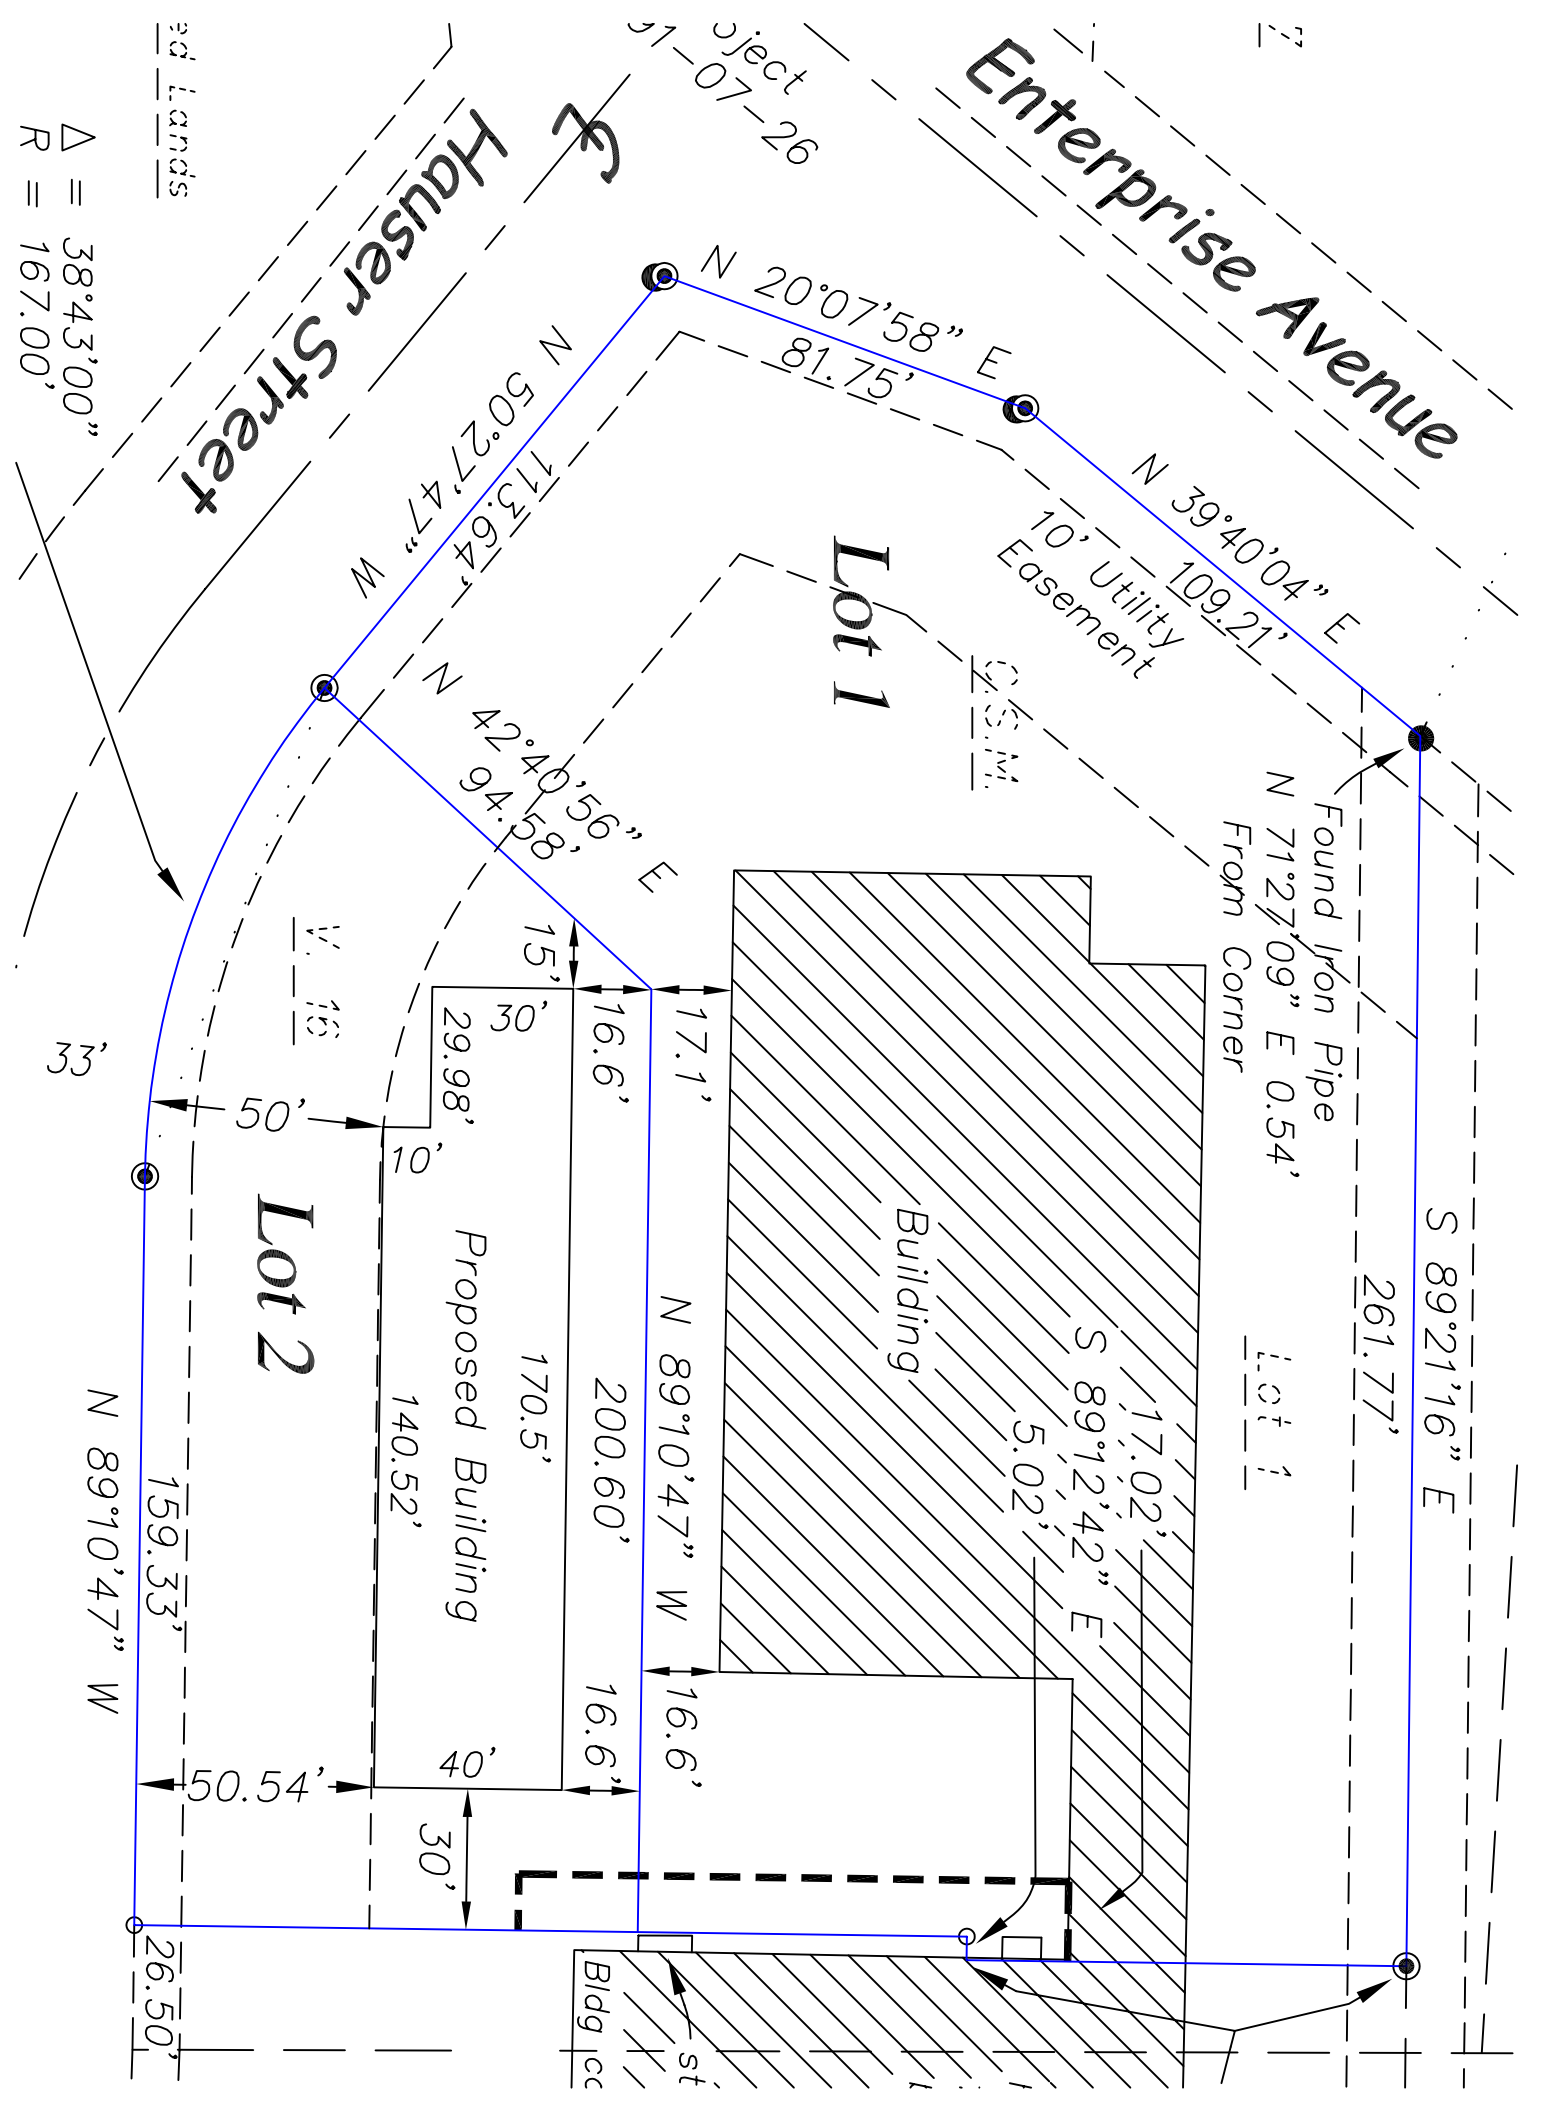 Enterprise Avenue
Hauser Street
91-07-26
ed Lands
Δ = 38°43'00"
R = 167.00'
N 20°07'58" E
81.75'
N 39°40'04" E
109.21'
10' Utility
Easement
N 50°27'47" W
113.64'
Lot 1
C.S.M.
Found Iron Pipe
N 71°27'09" E 0.54'
From Corner
S 89°21'16" E
261.77'
Lot 1
N 42°40'56" E
94.58'
15'
30'
16.6'
17.1'
29.98'
10'
V. 16
33'
50'
Lot 2
Building
17.02'
S 89°12'42" E
5.02'
N 89°10'47" W
200.60'
170.5'
Proposed Building
140.52'
159.33'
N 89°10'47" W
16.6'
16.6'
40'
50.54'
30'
26.50'
Bldg
st